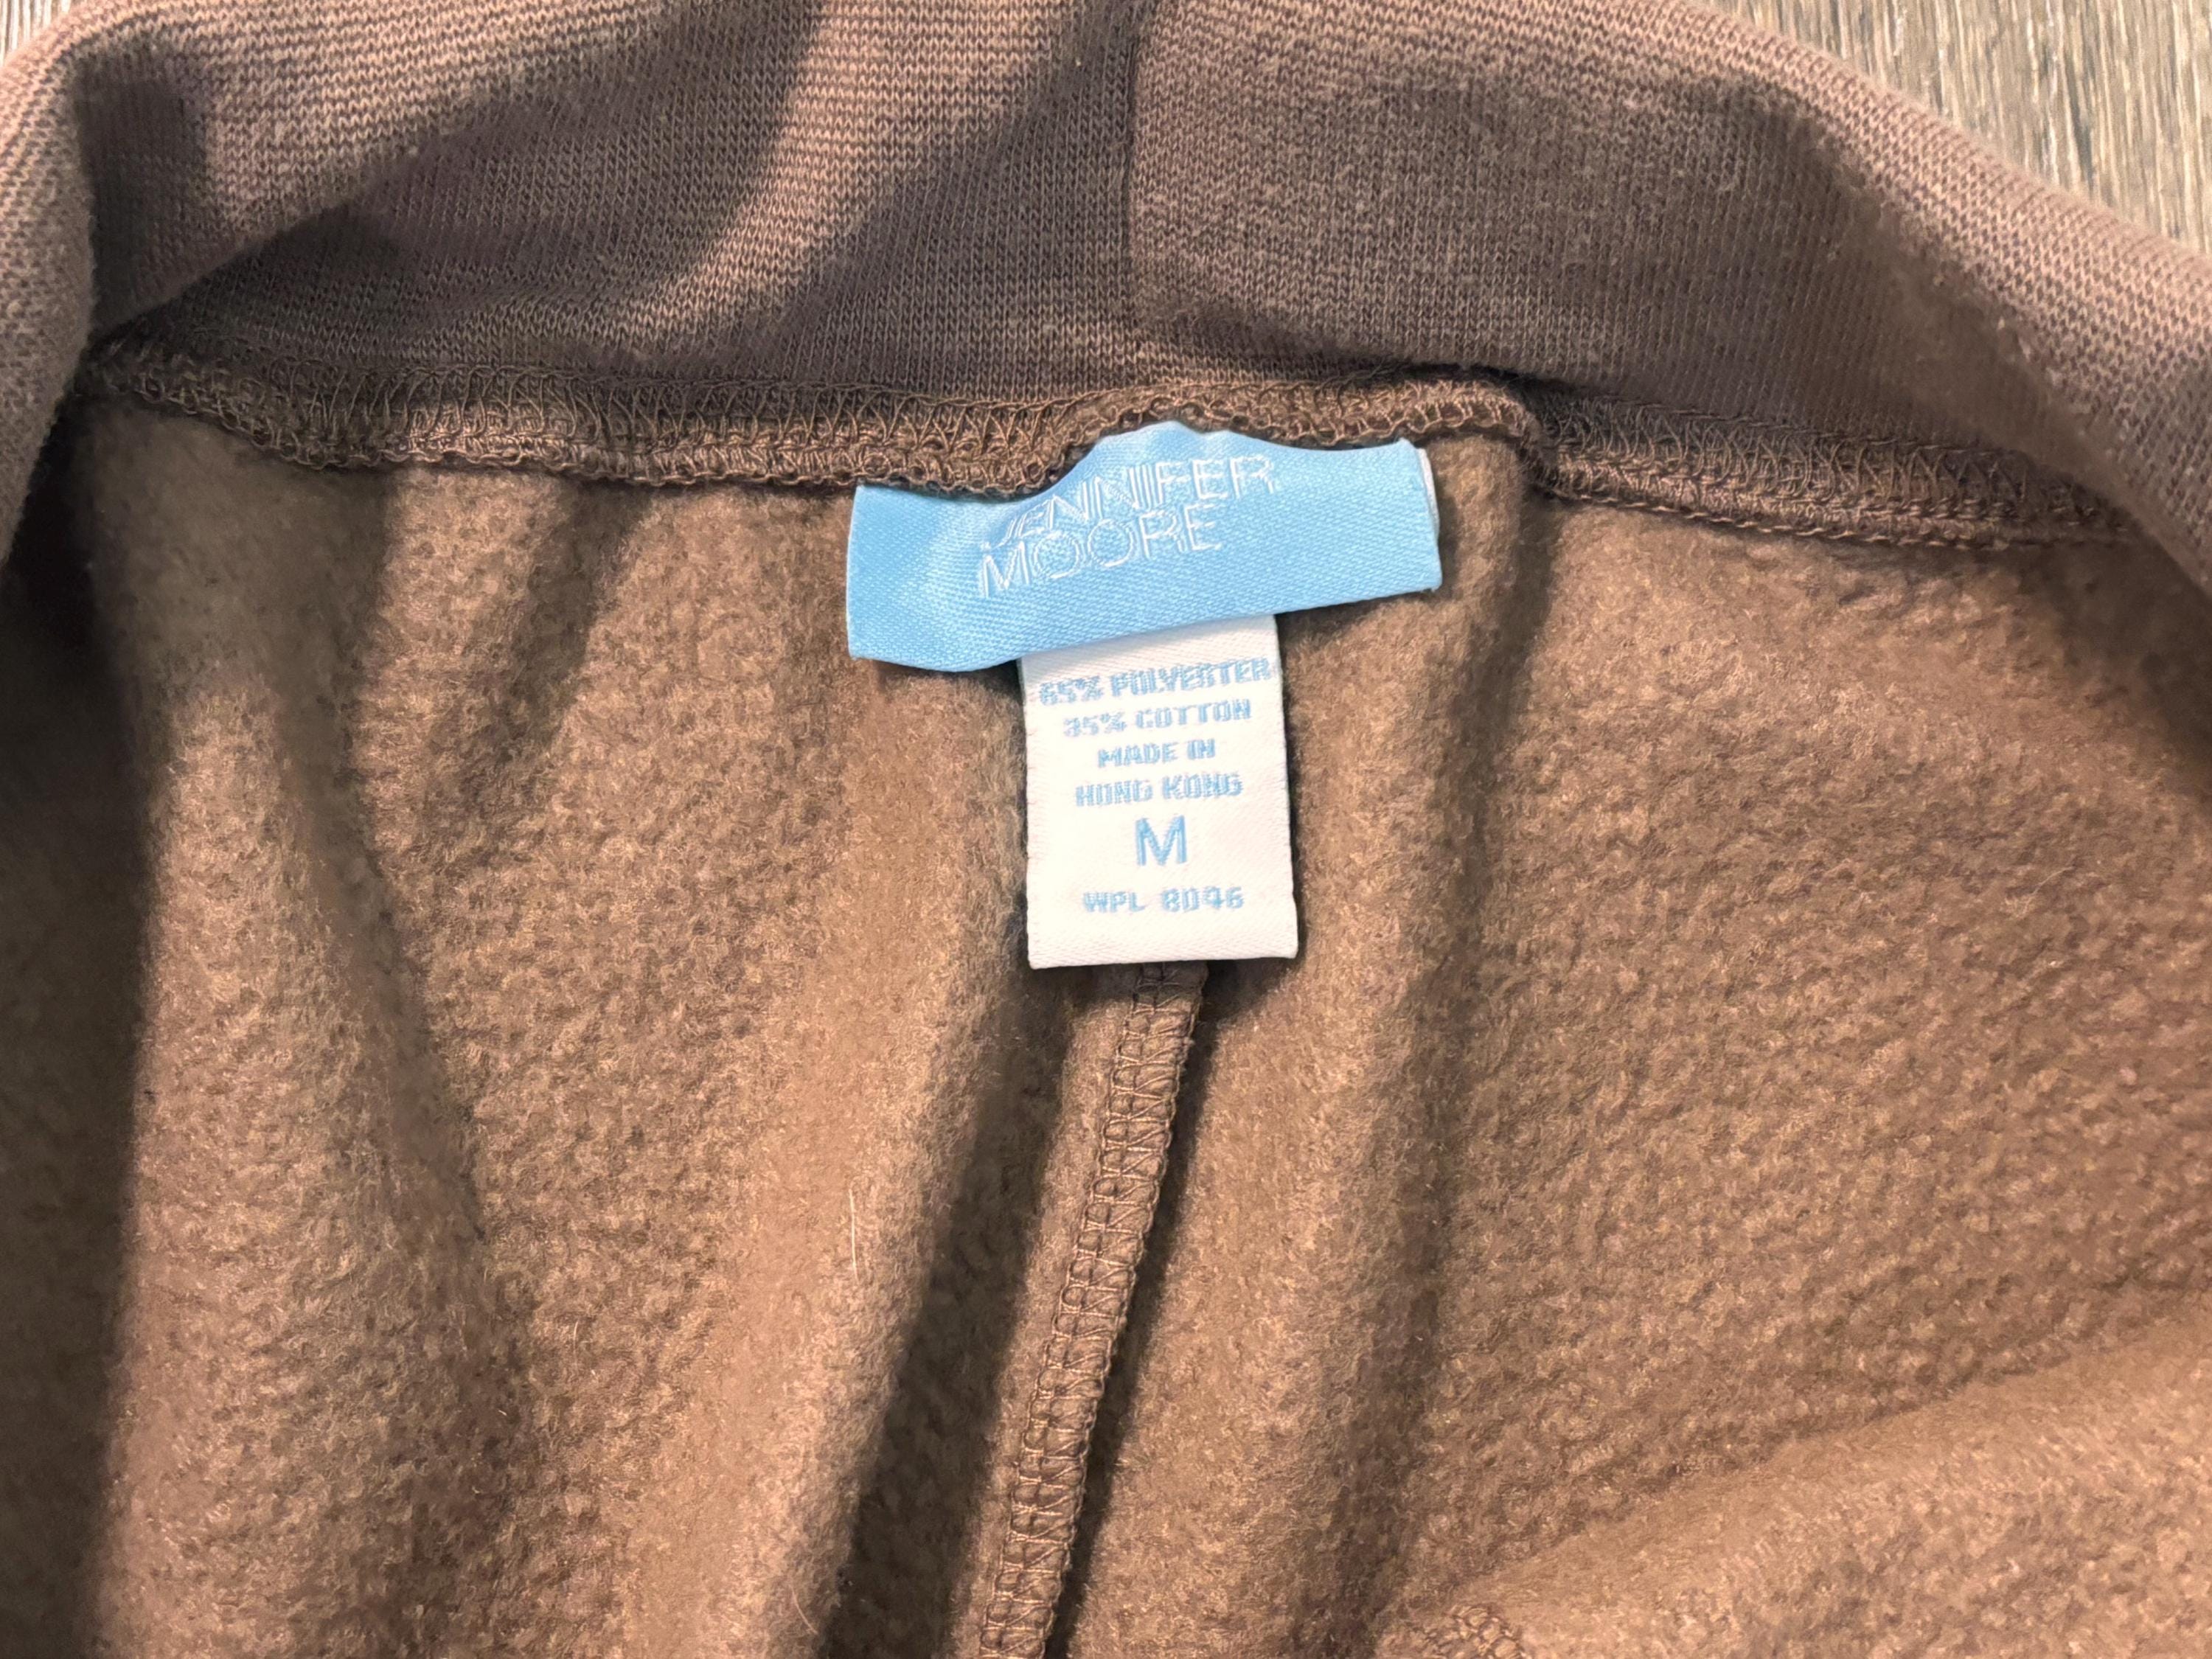 JENNIFER
MOORE
65% POLYESTER
35% COTTON
MADE IN
HONG KONG
M
WPL 8096